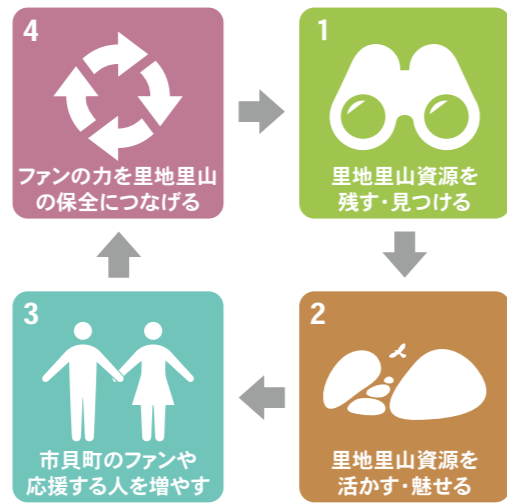 4
ファンの力を里地里山
の保全につなげる
1
里地里山資源を
残す・見つける
3
市貝町のファンや
応援する人を増やす
2
里地里山資源を
活かす・魅せる